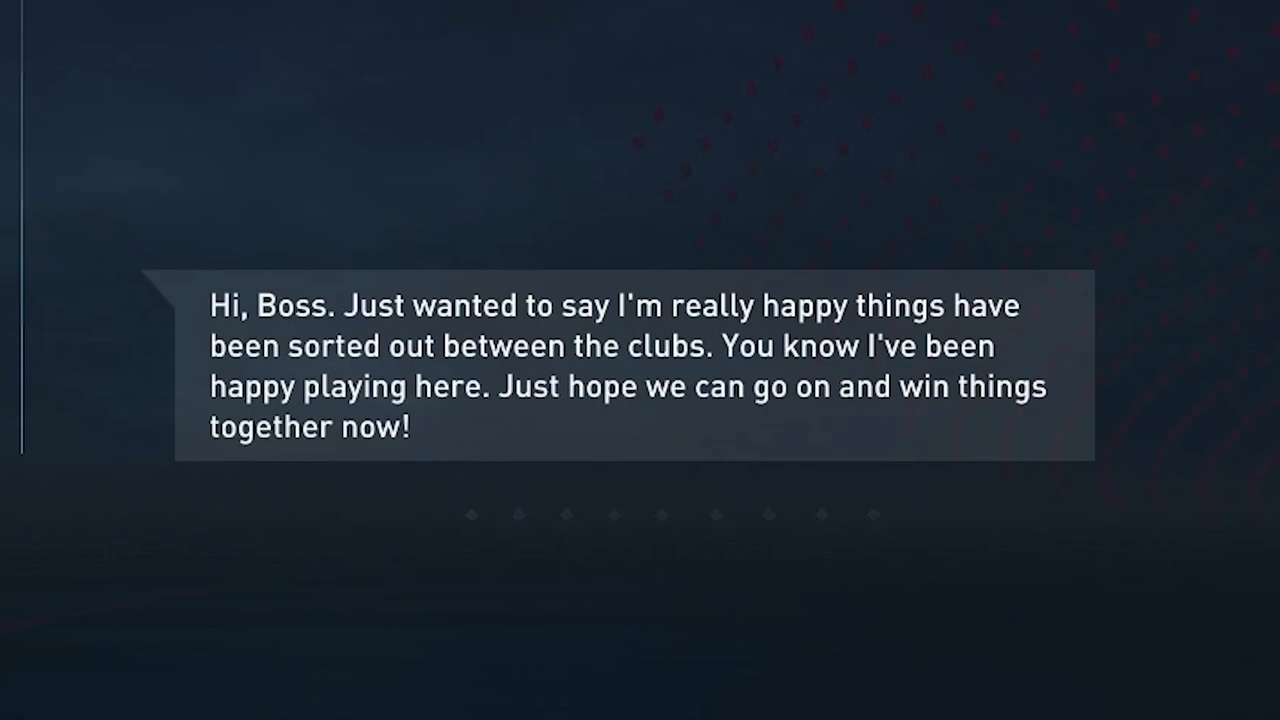 Hi, Boss. Just wanted to say I'm really happy things have
been sorted out between the clubs. You know I've been
happy playing here. Just hope we can go on and win things
together now!